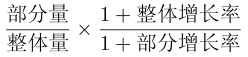 部分量/整体量 × (1 + 整体增长率)/(1 + 部分增长率)